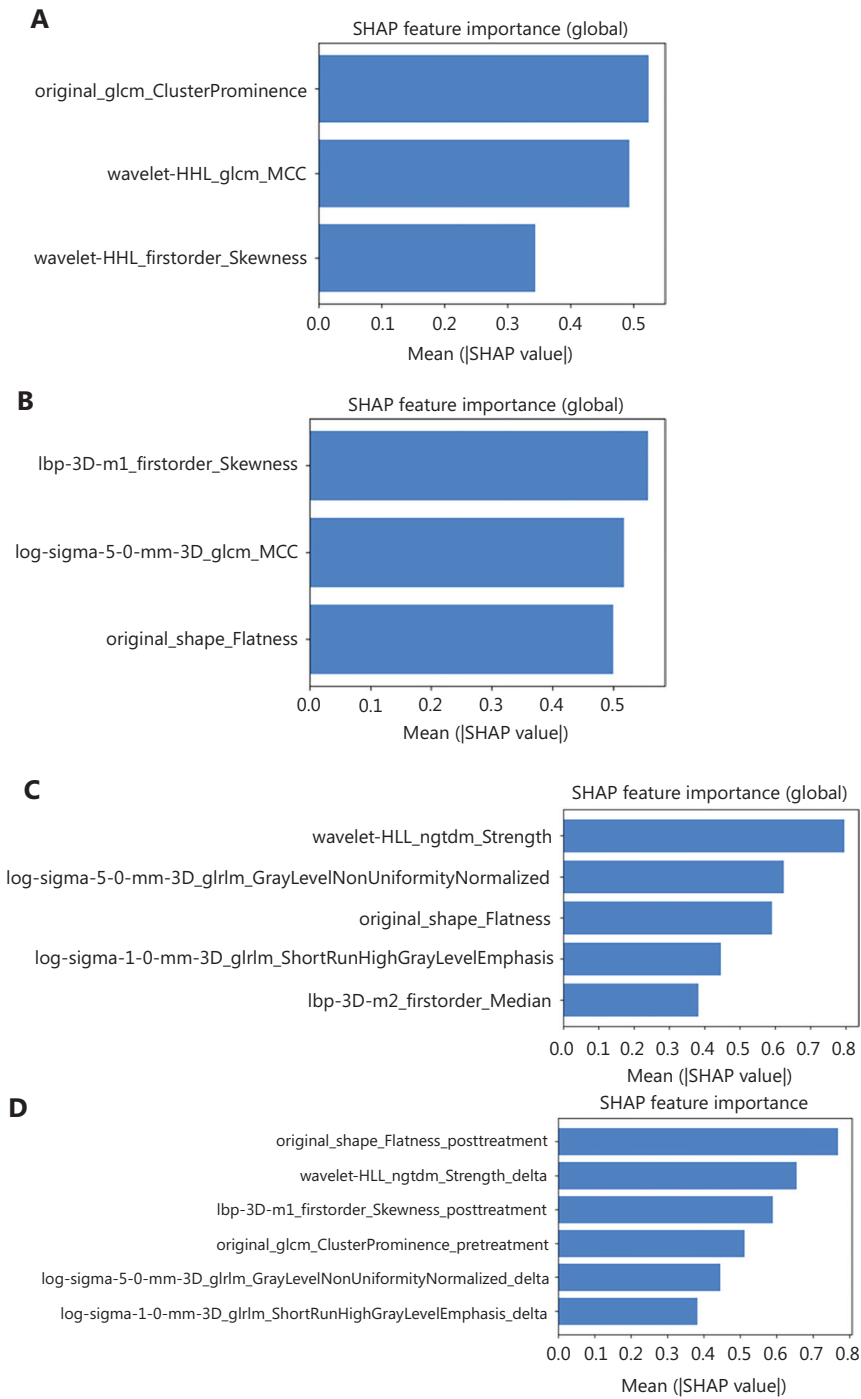 A
SHAP feature importance (global)
original_glcm_ClusterProminence
wavelet-HHL_glcm_MCC
wavelet-HHL_firstorder_Skewness
0.0 0.1 0.2 0.3 0.4 0.5
Mean (|SHAP value|)
B
SHAP feature importance (global)
lbp-3D-m1_firstorder_Skewness
log-sigma-5-0-mm-3D_glcm_MCC
original_shape_Flatness
0.0 0.1 0.2 0.3 0.4 0.5
Mean (|SHAP value|)
C
SHAP feature importance (global)
wavelet-HLL_ngtdm_Strength
log-sigma-5-0-mm-3D_glrlm_GrayLevelNonUniformityNormalized
original_shape_Flatness
log-sigma-1-0-mm-3D_glrlm_ShortRunHighGrayLevelEmphasis
lbp-3D-m2_firstorder_Median
0.0 0.1 0.2 0.3 0.4 0.5 0.6 0.7 0.8
Mean (|SHAP value|)
D
SHAP feature importance
original_shape_Flatness_posttreatment
wavelet-HLL_ngtdm_Strength_delta
lbp-3D-m1_firstorder_Skewness_posttreatment
original_glcm_ClusterProminence_pretreatment
log-sigma-5-0-mm-3D_glrlm_GrayLevelNonUniformityNormalized_delta
log-sigma-1-0-mm-3D_glrlm_ShortRunHighGrayLevelEmphasis_delta
0.0 0.1 0.2 0.3 0.4 0.5 0.6 0.7 0.8
Mean (|SHAP value|)